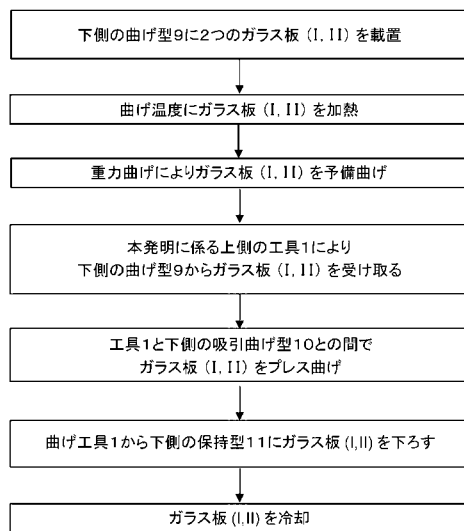 下側の曲げ型9に2つのガラス板 (I, II) を載置
曲げ温度にガラス板 (I, II) を加熱
重力曲げによりガラス板 (I, II) を予備曲げ
本発明に係る上側の工具1により
下側の曲げ型9からガラス板 (I, II) を受け取る
工具1と下側の吸引曲げ型10との間で
ガラス板 (I, II) をプレス曲げ
曲げ工具1から下側の保持型11にガラス板 (I,II) を下ろす
ガラス板 (I,II) を冷却